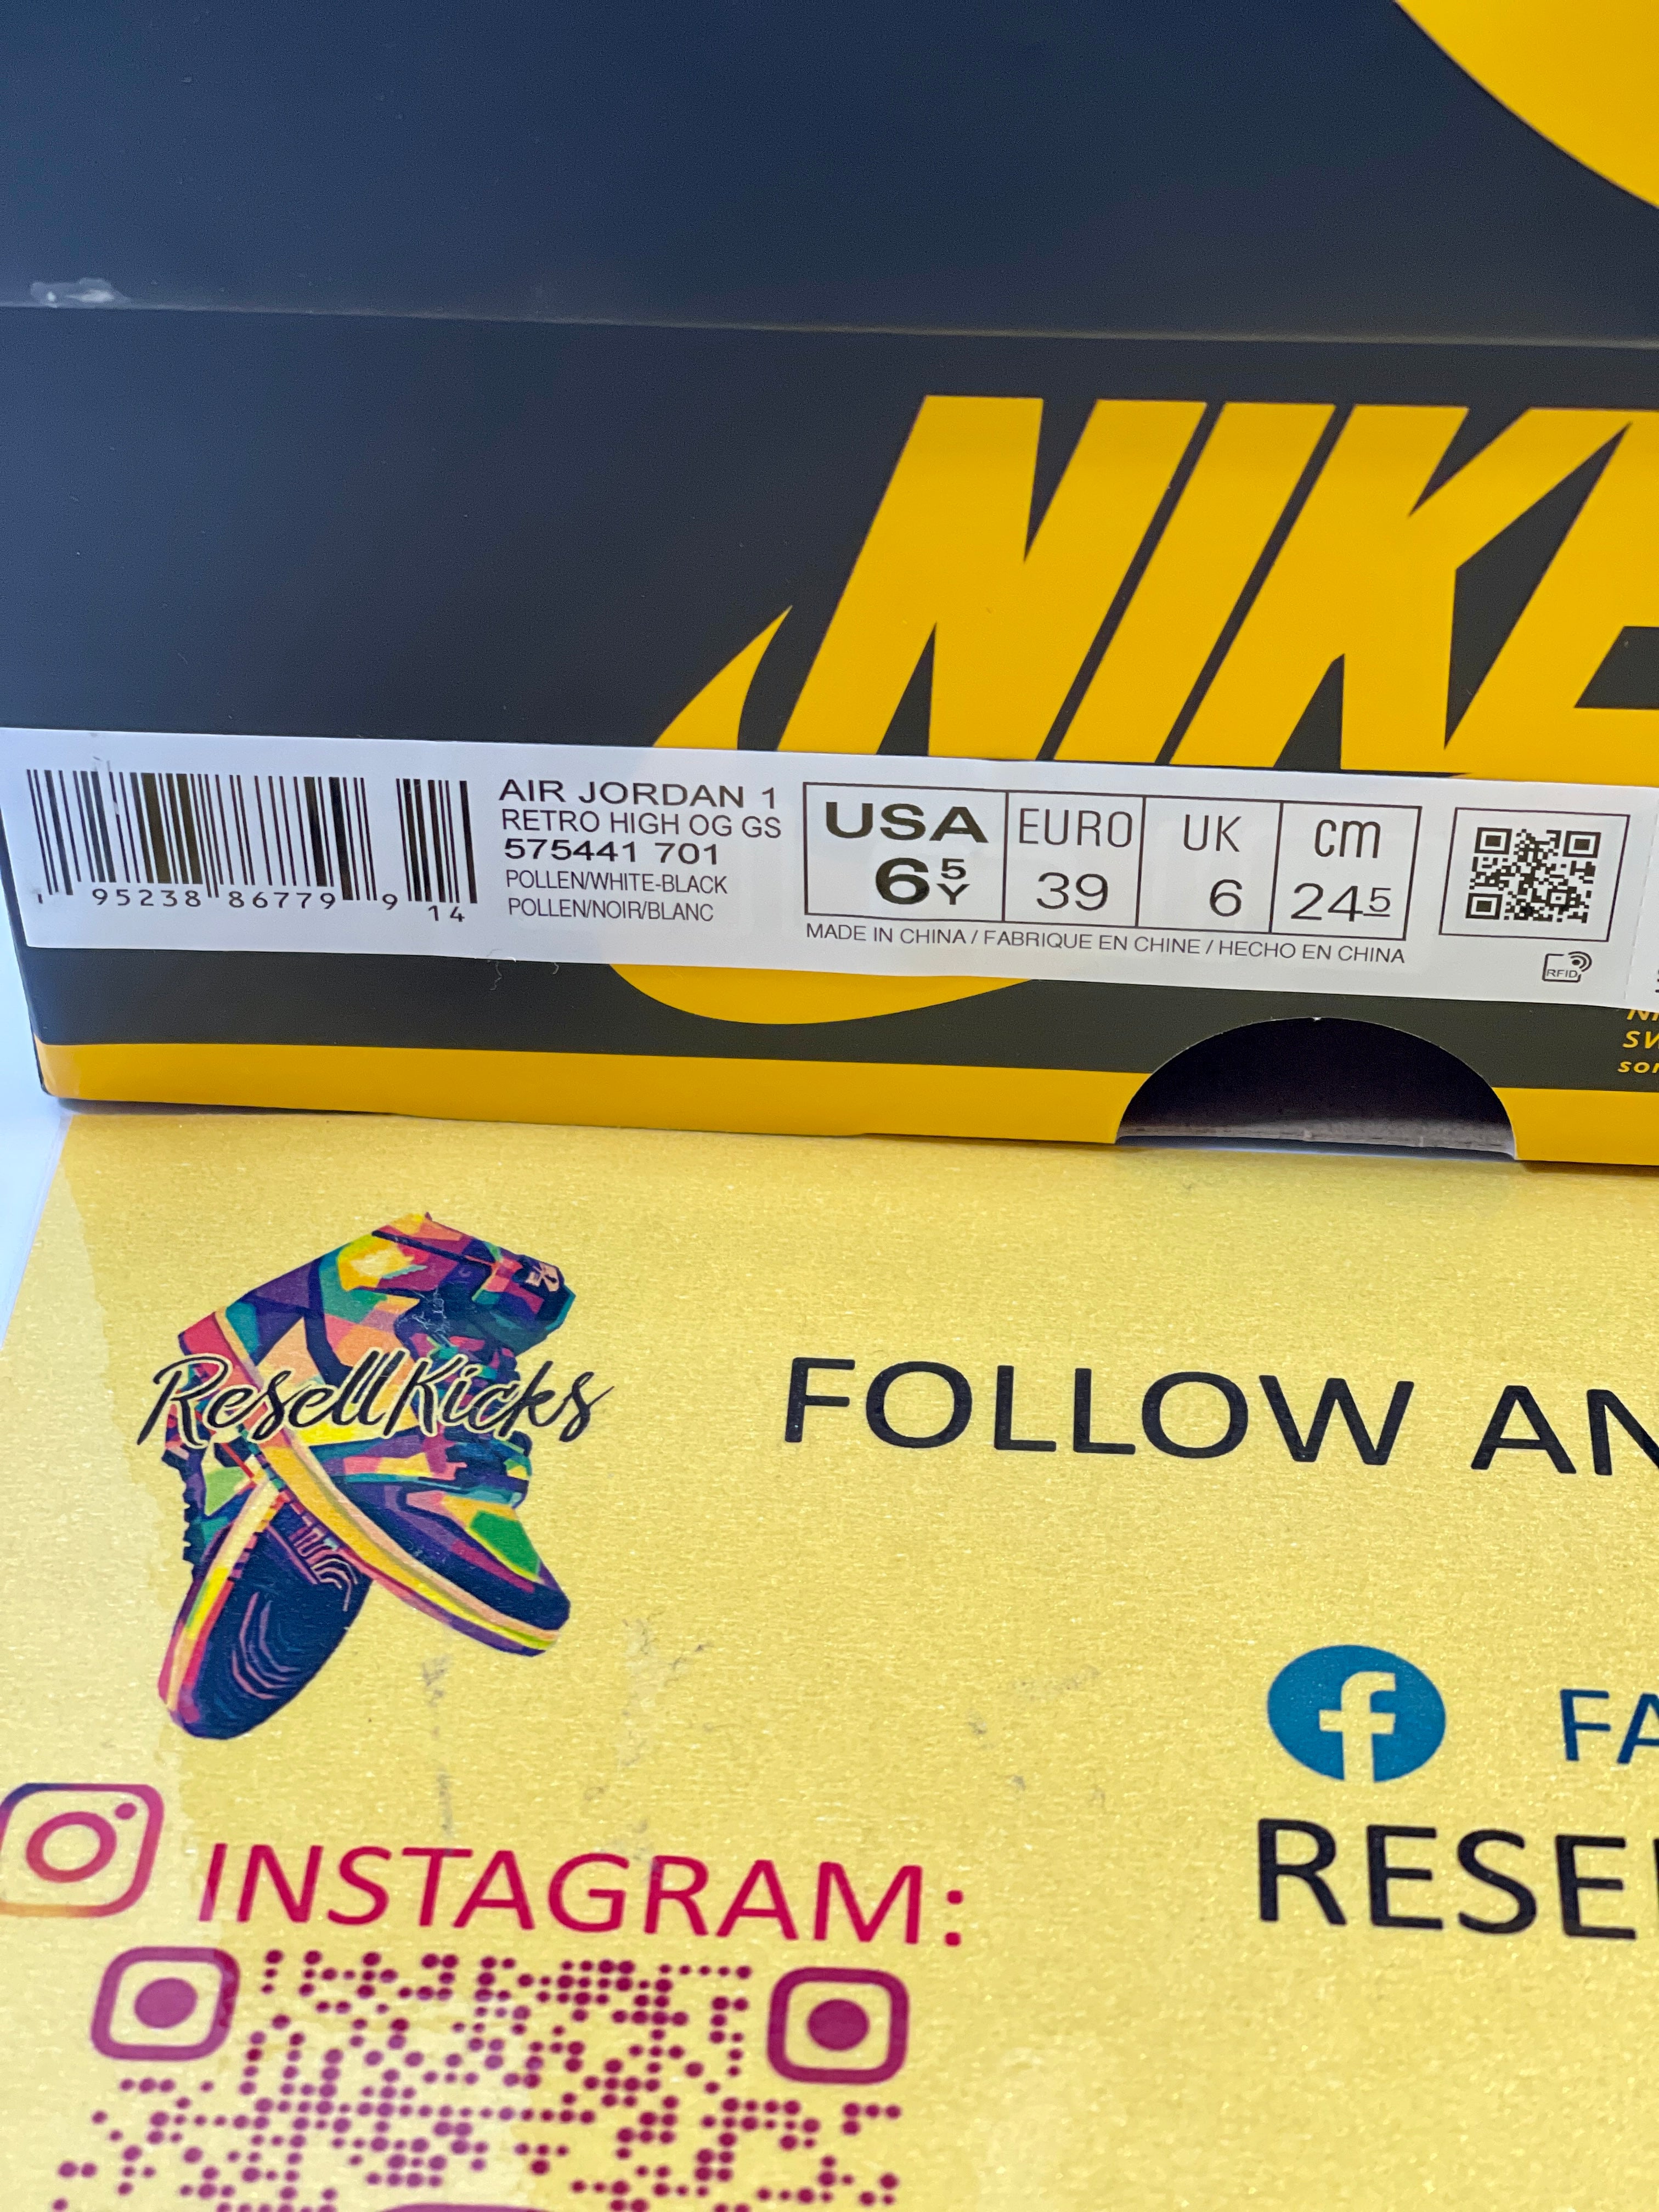 NIKE
AIR JORDAN 1
RETRO HIGH OG GS
575441 701
POLLEN/WHITE-BLACK
POLLEN/NOIR/BLANC
1 95238 86779 9 14
USA EURO UK cm
6 5 Y 39 6 24 5
MADE IN CHINA / FABRIQUE EN CHINE / HECHO EN CHINA
RFID
ResellKicks
FOLLOW AN
FA
RESE
INSTAGRAM: